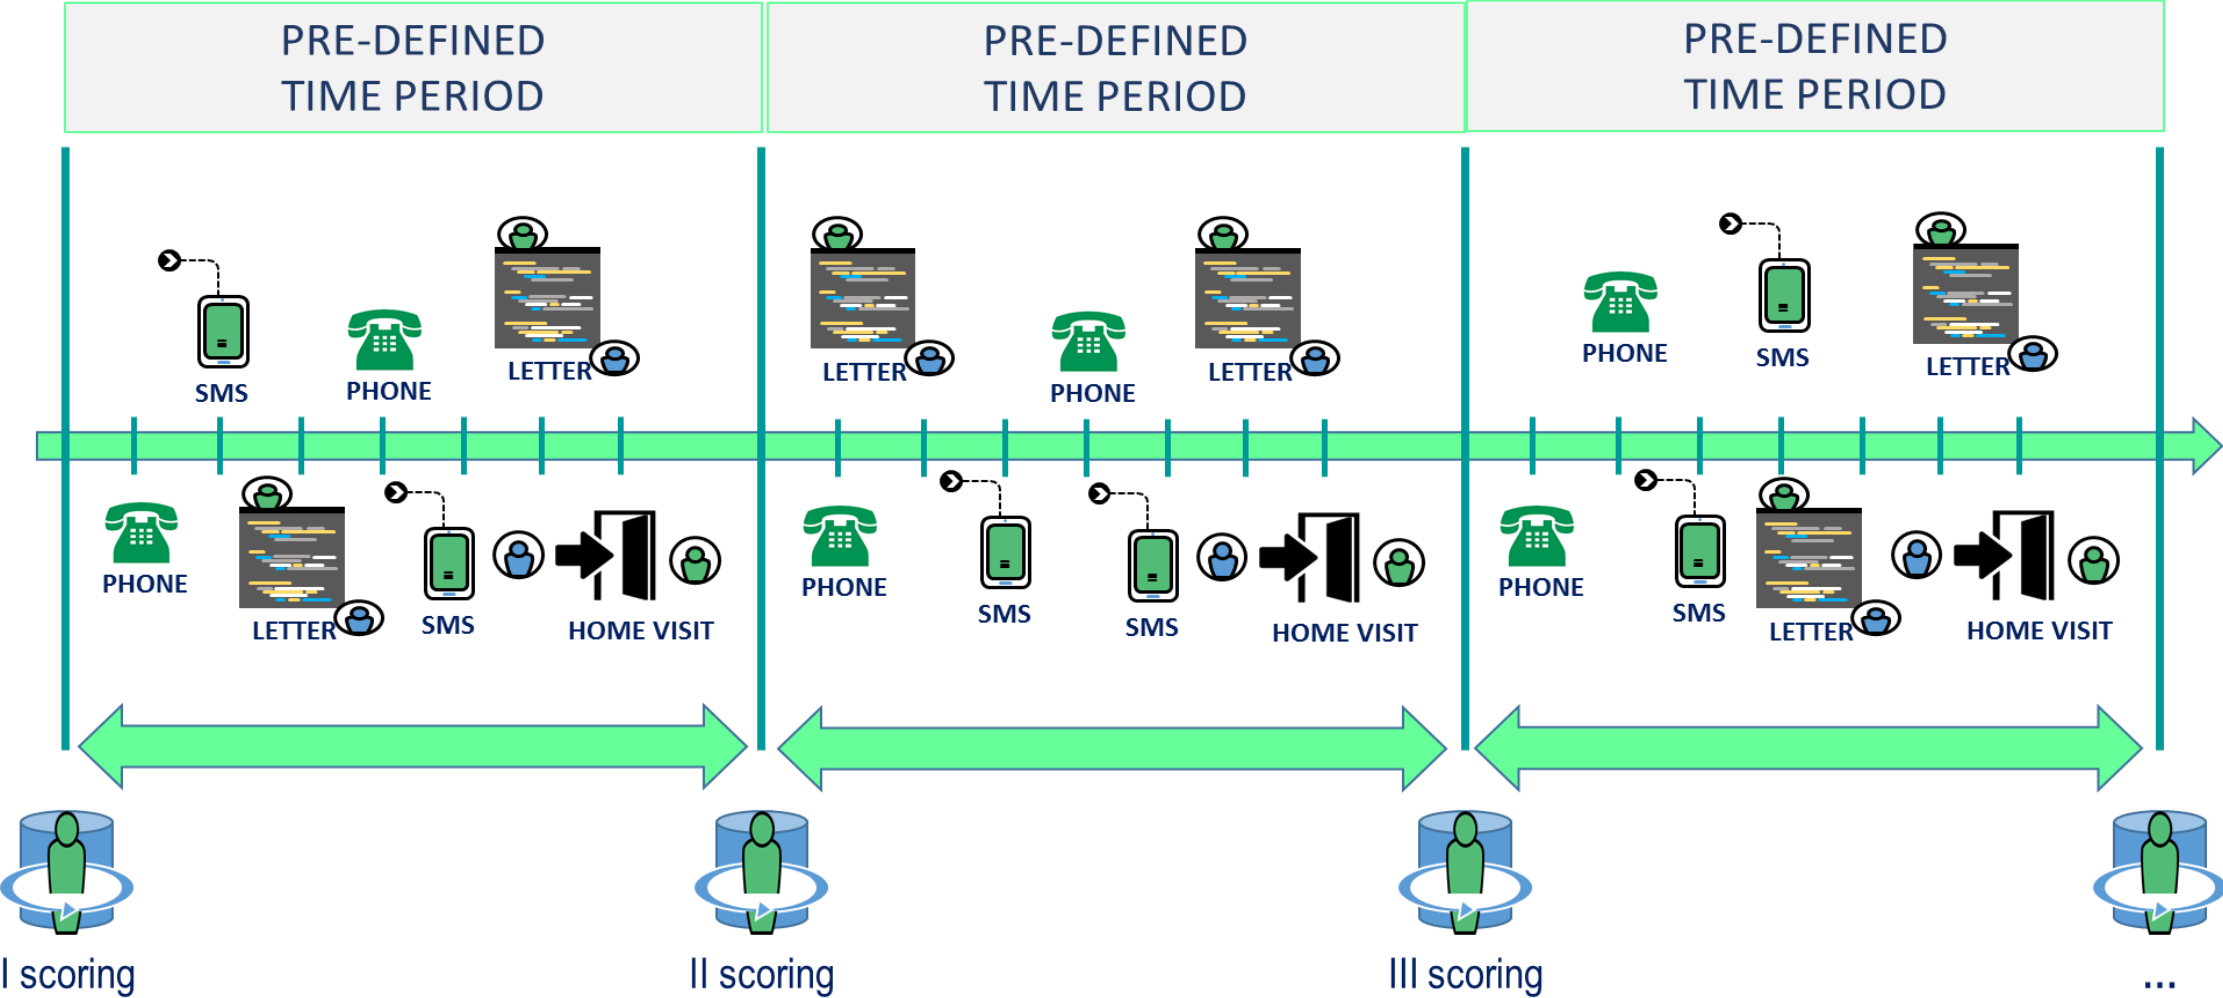 PRE-DEFINED
TIME PERIOD
PRE-DEFINED
TIME PERIOD
PRE-DEFINED
TIME PERIOD
SMS
PHONE
LETTER
LETTER
PHONE
LETTER
PHONE
SMS
LETTER
PHONE
LETTER
SMS
HOME VISIT
PHONE
SMS
SMS
HOME VISIT
PHONE
SMS
LETTER
HOME VISIT
I scoring
II scoring
III scoring
...